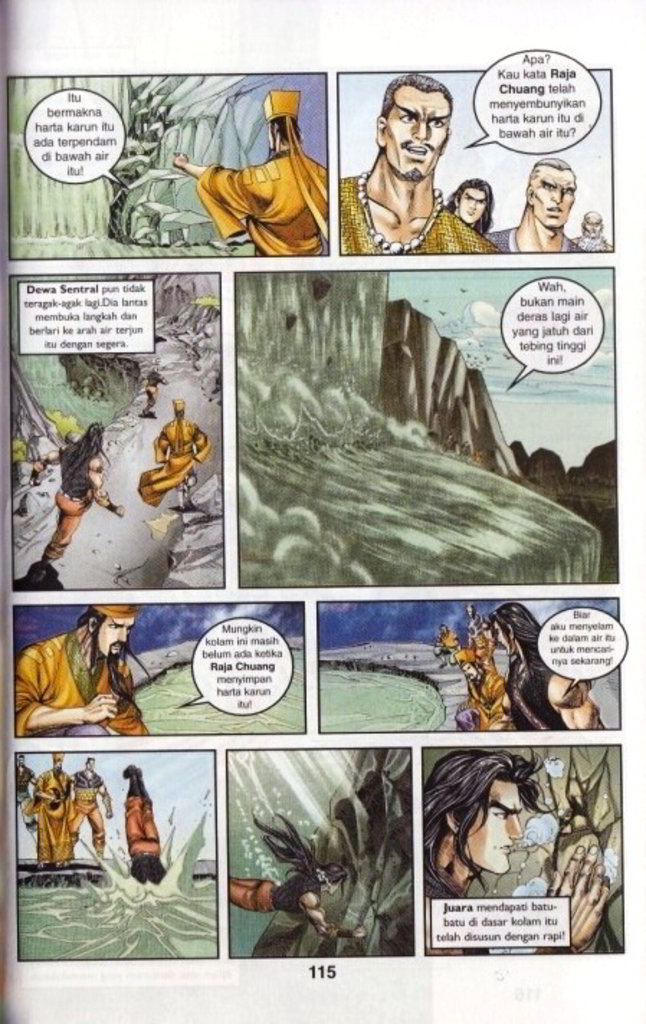 Itu
bermakna
harta karun itu
ada terpendam
di bawah air
itu!
Apa?
Kau kata Raja
Chuang telah
menyembunyikan
harta karun itu di
bawah air itu?
Dewa Sentral pun tidak
teragak-agak lagi.Dia lantas
membuka langkah dan
berlari ke arah air terjun
itu dengan segera.
Wah,
bukan main
deras lagi air
yang jatuh dari
tebing tinggi
ini!
Mungkin
kolam ini masih
belum ada ketika
Raja Chuang
menyimpan
harta karun
itu!
Biar
aku menyelam
ke dalam air itu
untuk mencari-
nya sekarang!
Juara mendapati batu-
batu di dasar kolam itu
telah disusun dengan rapi!
115